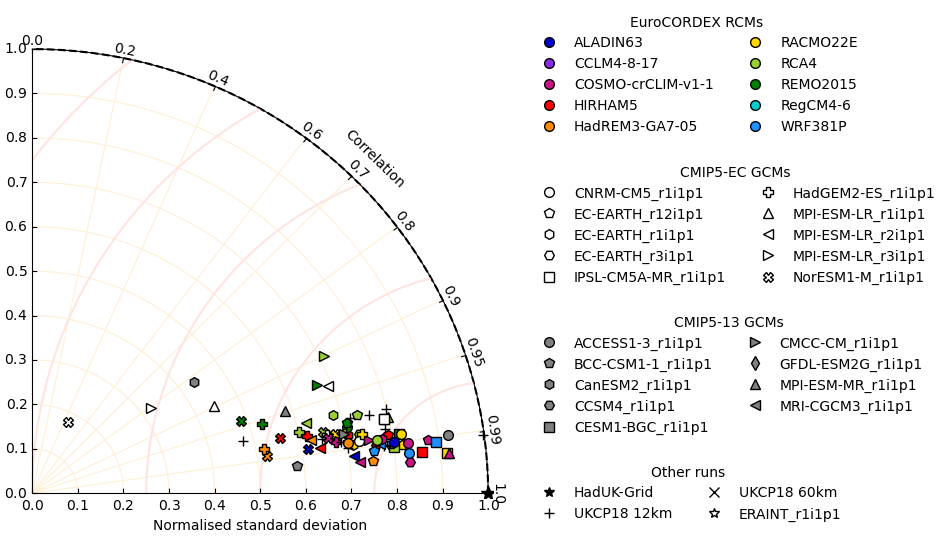 EuroCORDEX RCMs
ALADIN63
RACMO22E
CCLM4-8-17
RCA4
COSMO-crCLIM-v1-1
REMO2015
HIRHAM5
RegCM4-6
HadREM3-GA7-05
WRF381P
CMIP5-EC GCMs
CNRM-CM5_r1i1p1
HadGEM2-ES_r1i1p1
EC-EARTH_r12i1p1
MPI-ESM-LR_r1i1p1
EC-EARTH_r1i1p1
MPI-ESM-LR_r2i1p1
EC-EARTH_r3i1p1
MPI-ESM-LR_r3i1p1
IPSL-CM5A-MR_r1i1p1
NorESM1-M_r1i1p1
CMIP5-13 GCMs
ACCESS1-3_r1i1p1
CMCC-CM_r1i1p1
BCC-CSM1-1_r1i1p1
GFDL-ESM2G_r1i1p1
CanESM2_r1i1p1
MPI-ESM-MR_r1i1p1
CCSM4_r1i1p1
MRI-CGCM3_r1i1p1
CESM1-BGC_r1i1p1
Other runs
HadUK-Grid
UKCP18 60km
UKCP18 12km
ERAINT_r1i1p1
0.0
0.2
0.4
0.6
0.7
0.8
0.9
0.95
0.99
1.0
Correlation
1.0
0.9
0.8
0.7
0.6
0.5
0.4
0.3
0.2
0.1
0.0
0.0 0.1 0.2 0.3 0.4 0.5 0.6 0.7 0.8 0.9 1.0
Normalised standard deviation